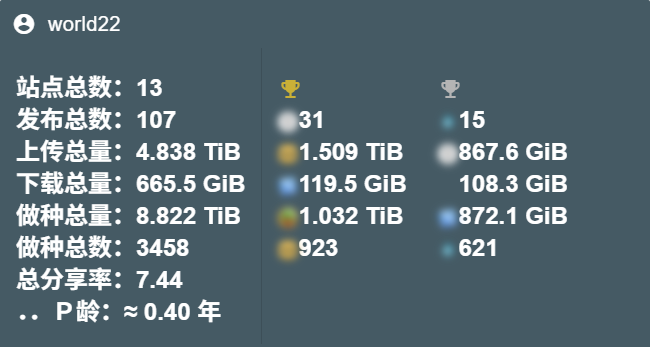 world22
站点总数：13
发布总数：107 31 15
上传总量：4.838 TiB 1.509 TiB 867.6 GiB
下载总量：665.5 GiB 119.5 GiB 108.3 GiB
做种总量：8.822 TiB 1.032 TiB 872.1 GiB
做种总数：3458 923 621
总分享率：7.44
．．P龄：≈ 0.40 年